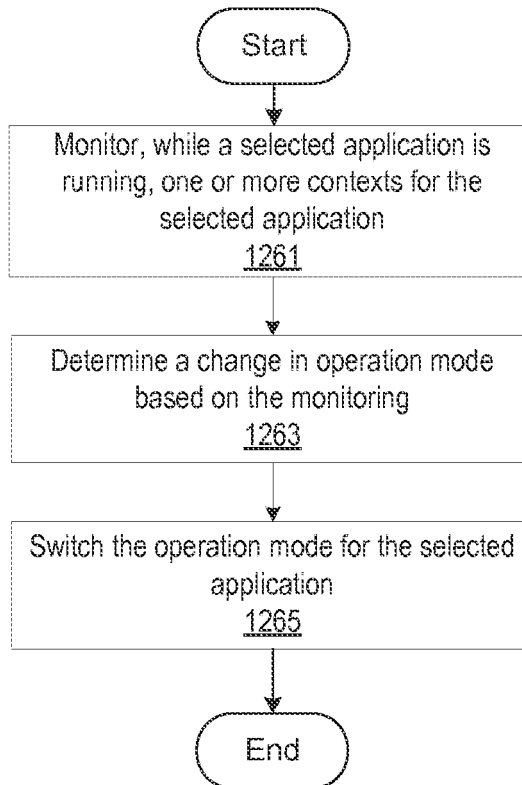 Start
Monitor, while a selected application is
running, one or more contexts for the
selected application
1261
Determine a change in operation mode
based on the monitoring
1263
Switch the operation mode for the selected
application
1265
End